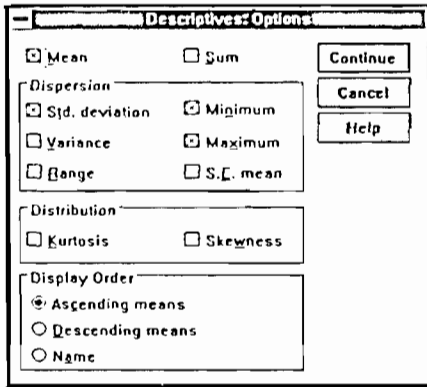 Descriptives: Options
Mean
Sum
Continue
Dispersion
Cancel
Std. deviation
Minimum
Help
Variance
Maximum
Range
S.E. mean
Distribution
Kurtosis
Skewness
Display Order
Ascending means
Descending means
Name